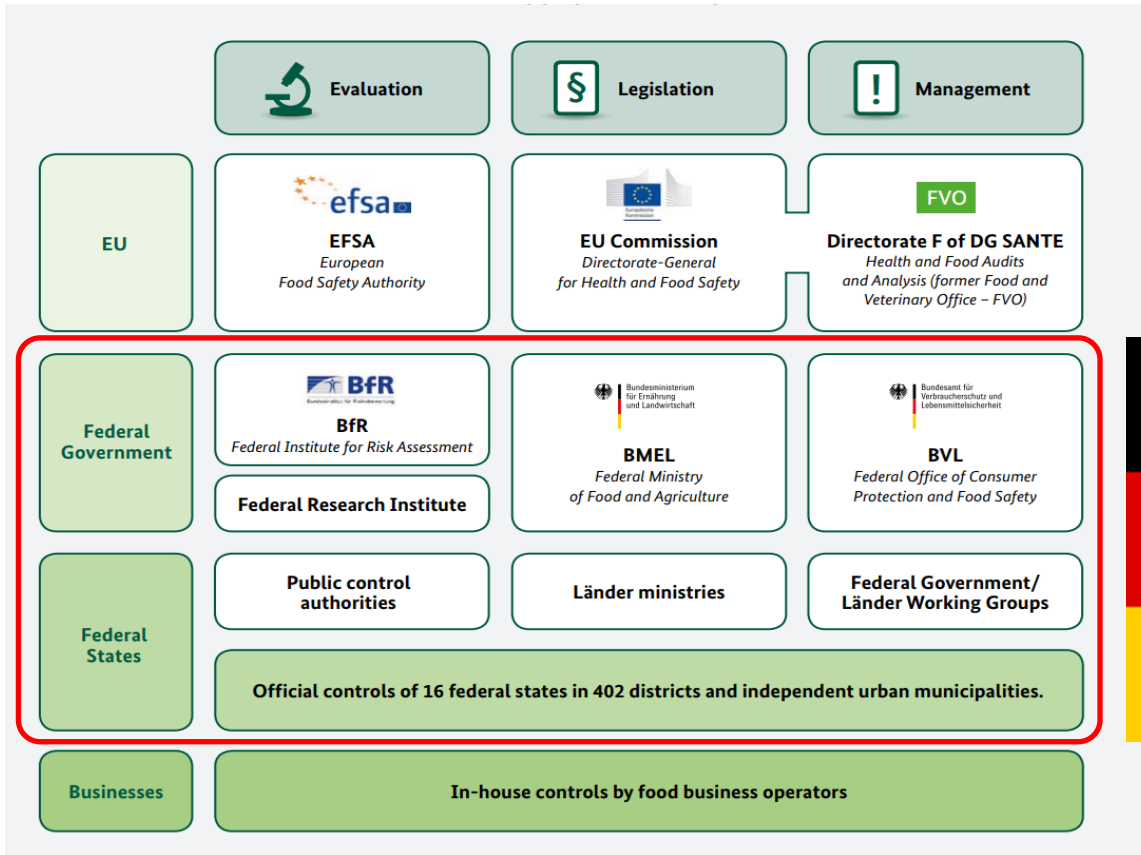 Evaluation
§
Legislation
!
Management
EU
efsa
EFSA
European
Food Safety Authority
Europäische
Kommission
EU Commission
Directorate-General
for Health and Food Safety
FVO
Directorate F of DG SANTE
Health and Food Audits
and Analysis (former Food and
Veterinary Office – FVO)
Federal
Government
BfR
Bundesinstitut für Risikobewertung
BfR
Federal Institute for Risk Assessment
Federal Research Institute
Bundesministerium
für Ernährung
und Landwirtschaft
BMEL
Federal Ministry
of Food and Agriculture
Bundesamt für
Verbraucherschutz und
Lebensmittelsicherheit
BVL
Federal Office of Consumer
Protection and Food Safety
Federal
States
Public control
authorities
Länder ministries
Federal Government/
Länder Working Groups
Official controls of 16 federal states in 402 districts and independent urban municipalities.
Businesses
In-house controls by food business operators